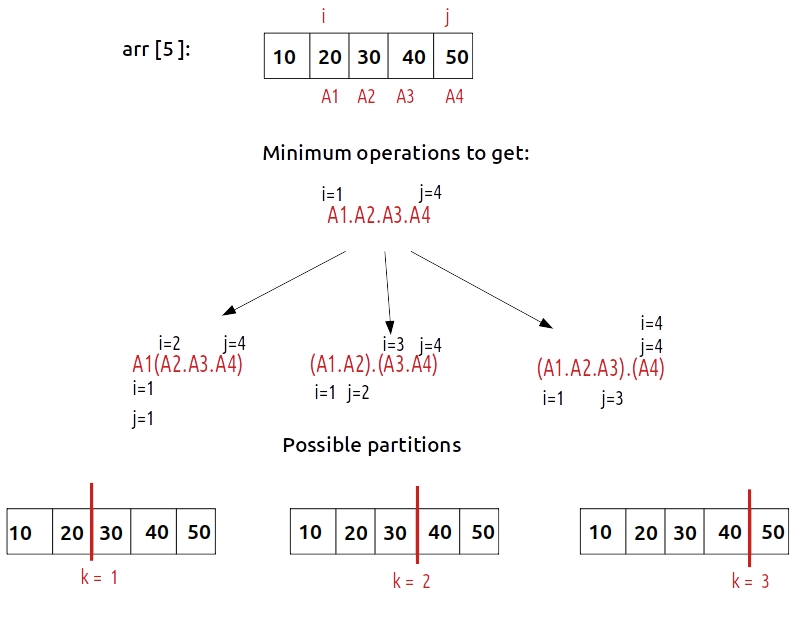 i j
arr [5 ]: 10 20 30 40 50
A1 A2 A3 A4
Minimum operations to get:
i=1 j=4
A1.A2.A3.A4
i=2 j=4
A1(A2.A3.A4)
i=1
j=1
i=3 j=4
(A1.A2).(A3.A4)
i=1 j=2
i=4
j=4
(A1.A2.A3).(A4)
i=1 j=3
Possible partitions
10 20 30 40 50
k = 1
10 20 30 40 50
k = 2
10 20 30 40 50
k = 3